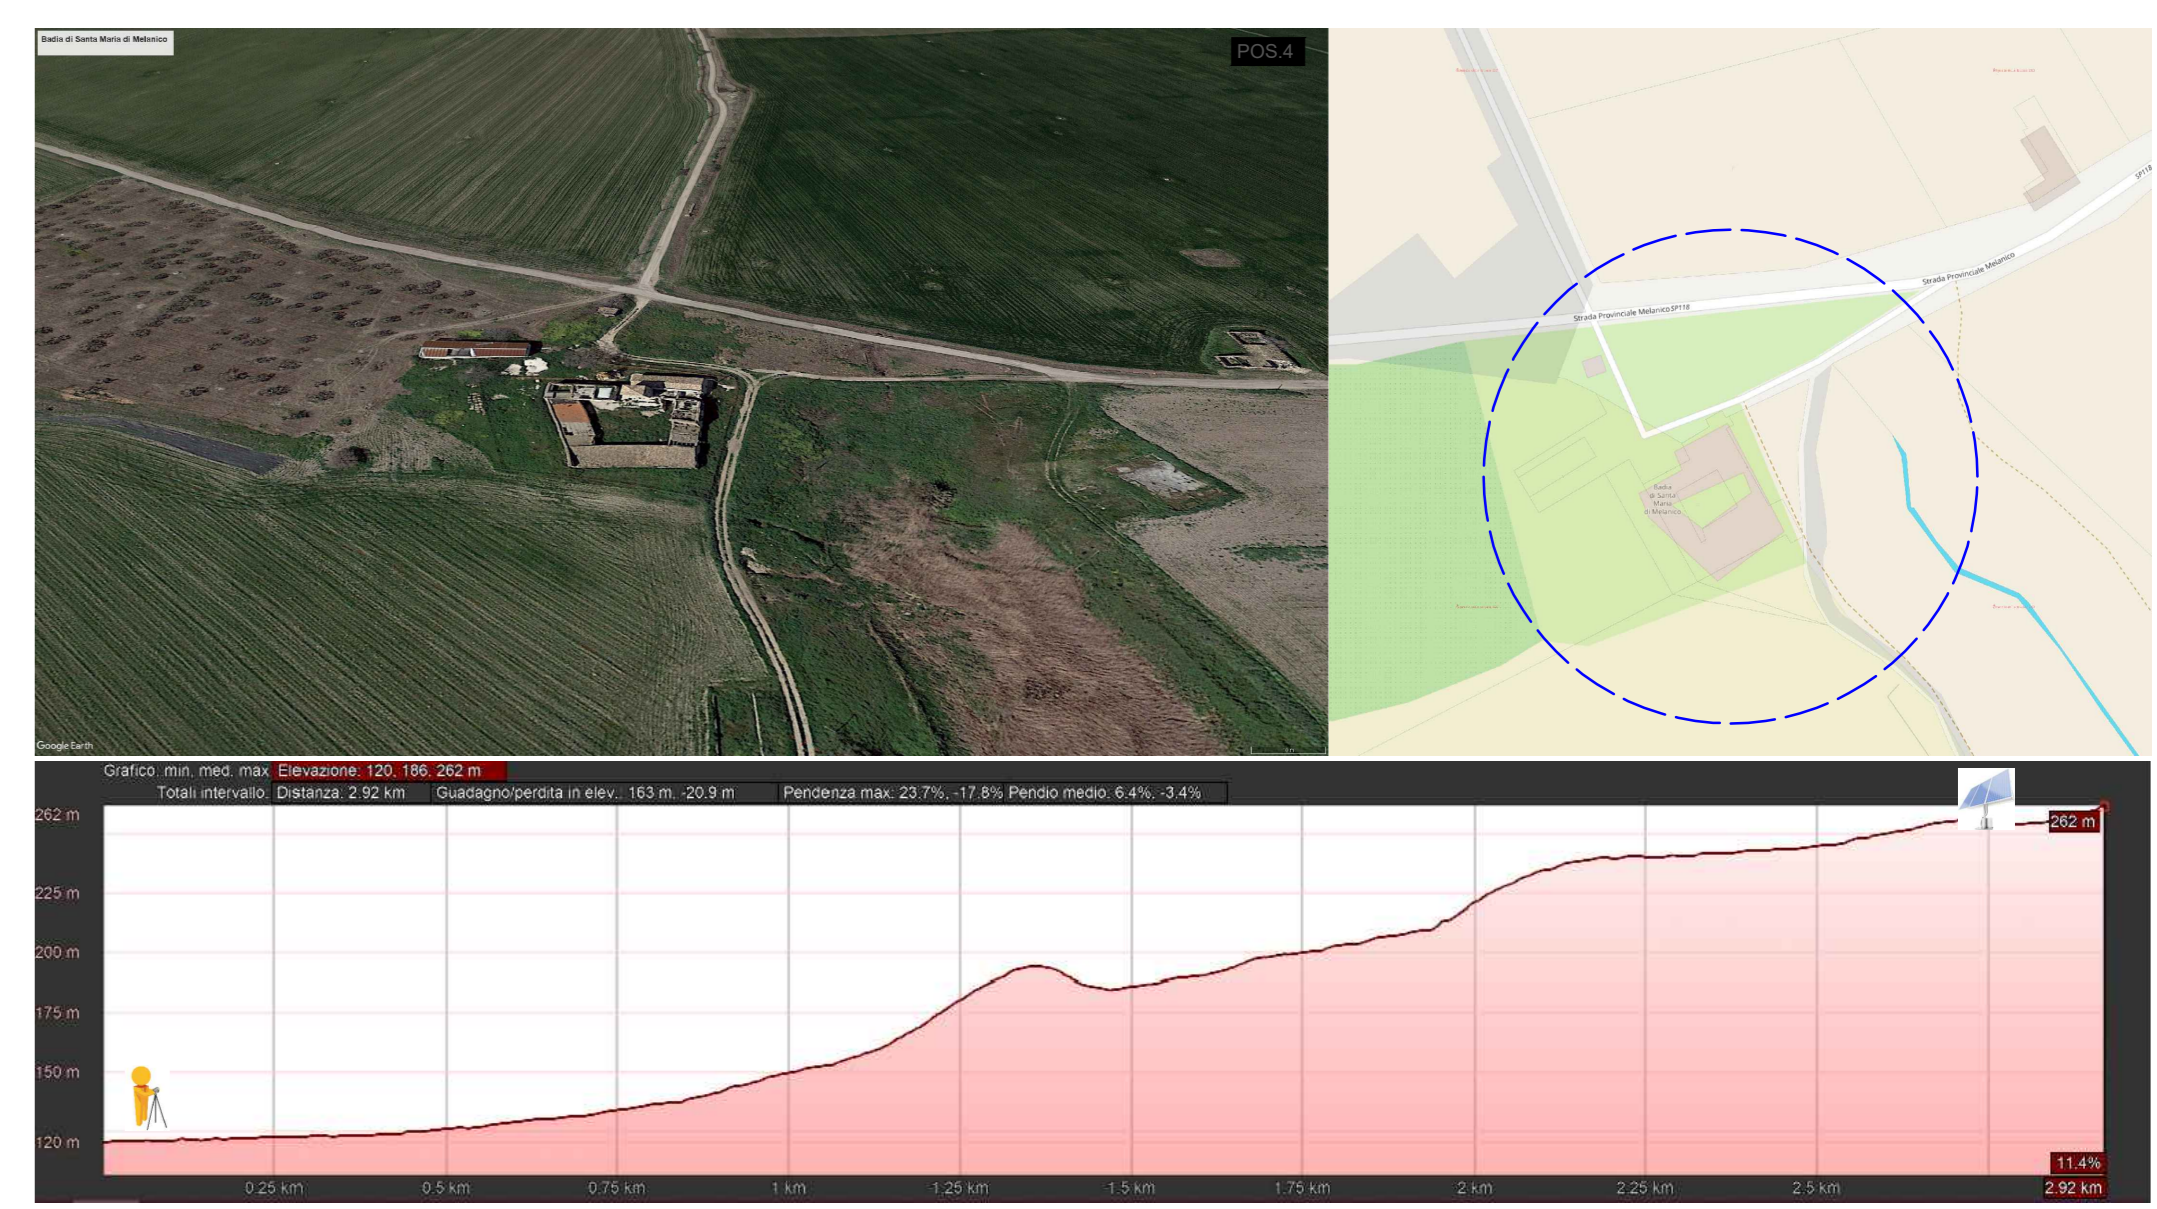 Badia di Santa Maria di Melanico
POS.4
Google Earth
SP118
Strada Provinciale Melanico
Strada Provinciale Melanico SP118
Badia
di Santa
Maria
di Melanico
Grafico. min, med. max Elevazione: 120, 186, 262 m
Totali intervallo: Distanza: 2.92 km Guadagno/perdita in elev.: 163 m. -20.9 m Pendenza max: 23.7%, -17.8% Pendio medio: 6.4%, -3.4%
262 m
262 m
225 m
200 m
175 m
150 m
120 m
11.4%
0.25 km 0.5 km 0.75 km 1 km 1.25 km 1.5 km 1.75 km 2 km 2.25 km 2.5 km 2.92 km